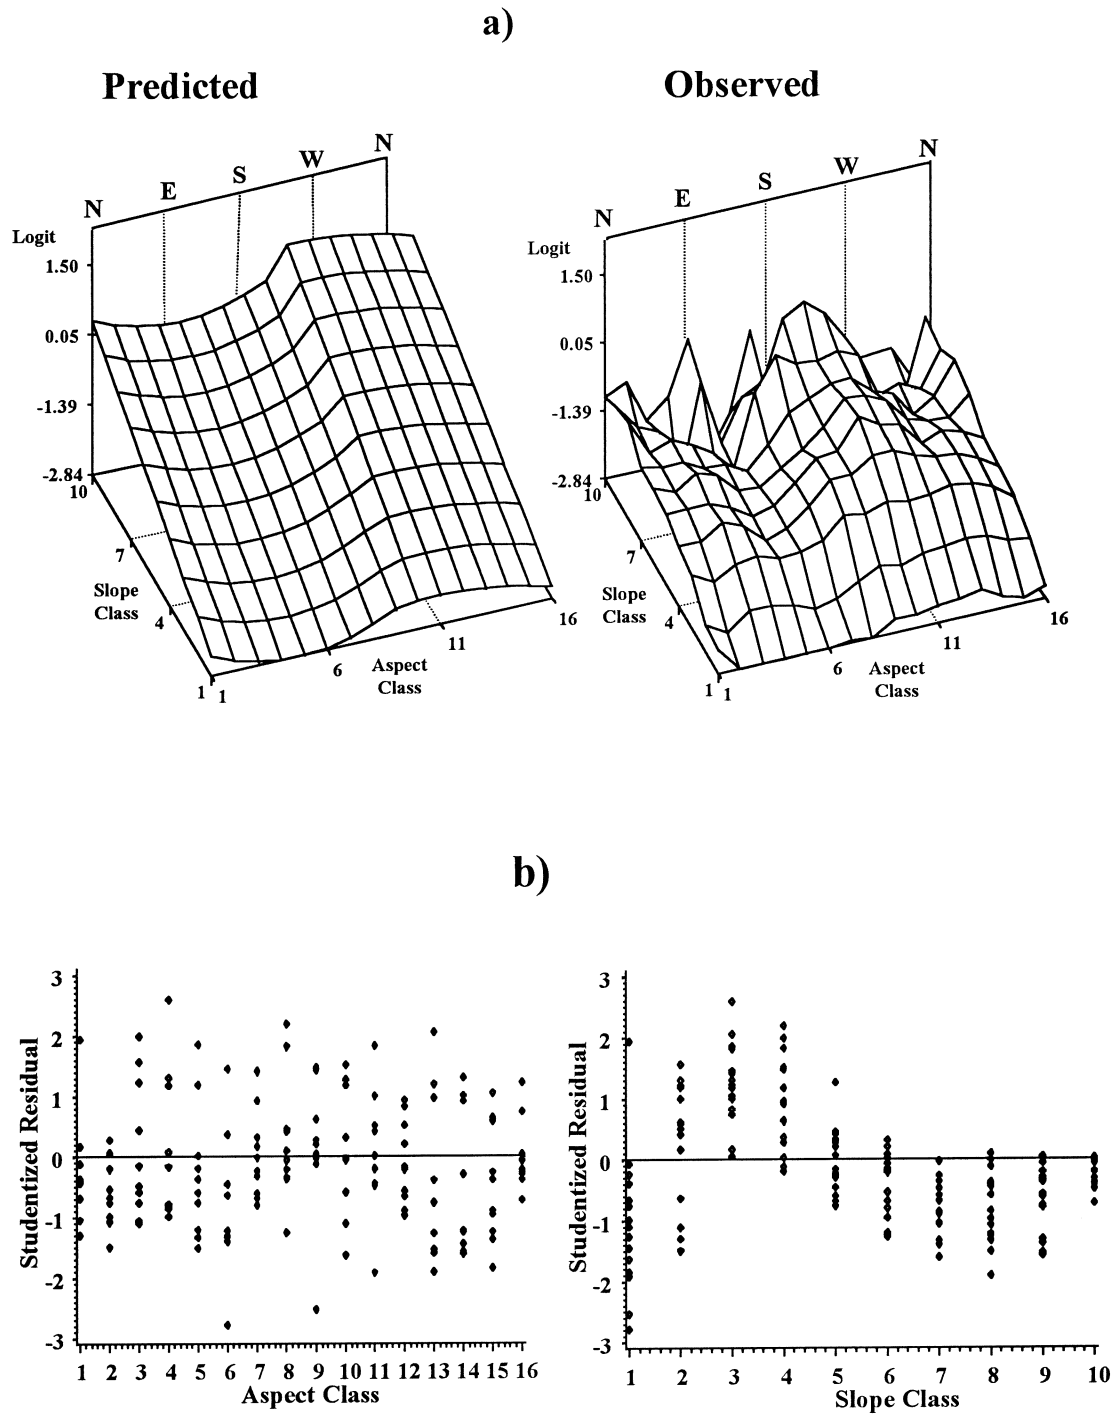 a)
Predicted
Observed
N E S W N
Logit
1.50
0.05
-1.39
-2.84
10
7
Slope
Class
4
1
1
6
Aspect
Class
11
16
N E S W N
Logit
1.50
0.05
-1.39
-2.84
10
7
Slope
Class
4
1
1
6
Aspect
Class
11
16
b)
Studentized Residual
3
2
1
0
-1
-2
-3
1 2 3 4 5 6 7 8 9 10 11 12 13 14 15 16
Aspect Class
Studentized Residual
3
2
1
0
-1
-2
-3
1 2 3 4 5 6 7 8 9 10
Slope Class